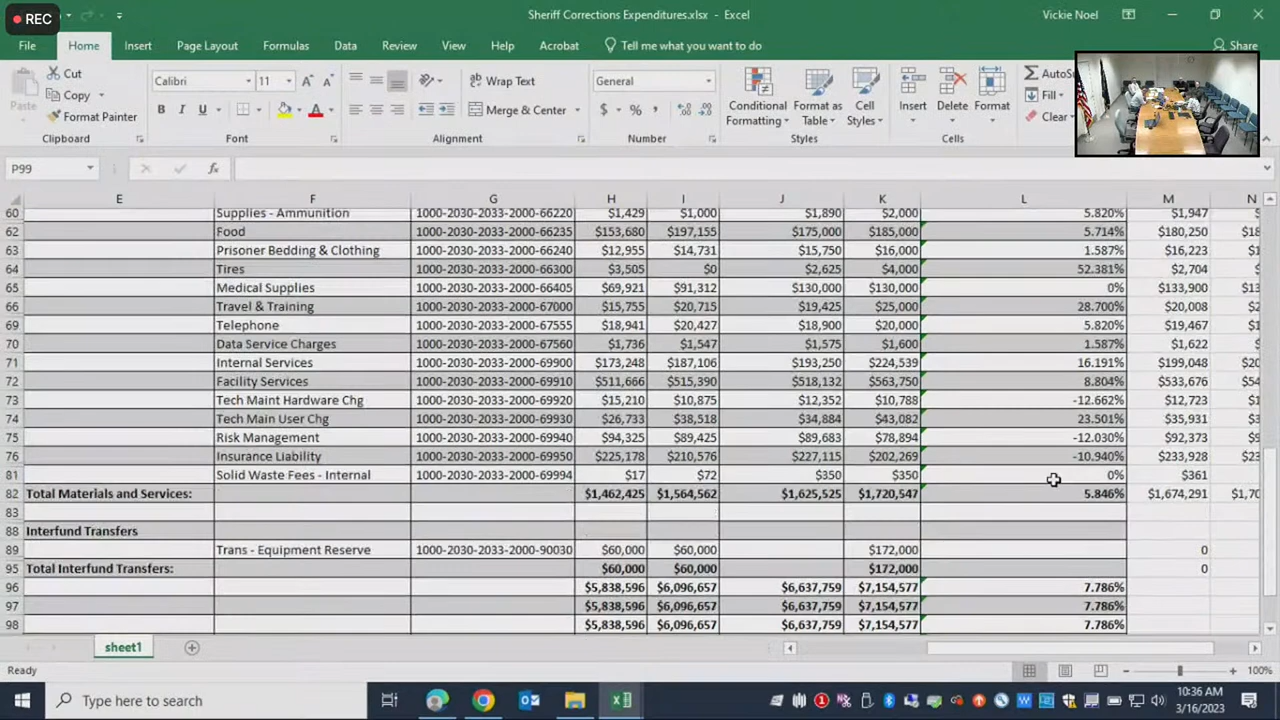 REC
Sheriff Corrections Expenditures.xlsx - Excel
Vickie Noel
File Home Insert Page Layout Formulas Data Review View Help Acrobat Tell me what you want to do Share
Cut
Copy
Format Painter
Paste
Calibri 11
B I U
Wrap Text
Merge & Center
General
$ % ,
Conditional Formatting
Format as Table
Cell Styles
Insert
Delete
Format
Fill
Clear
Clipboard Font Alignment Number Styles Cells
P99 fx
E F G H I J K L M N
60 Supplies - Ammunition 1000-2030-2033-2000-66220 $1,429 $1,000 $1,890 $2,000 5.820% $1,947
62 Food 1000-2030-2033-2000-66235 $153,680 $197,155 $175,000 $185,000 5.714% $180,250
63 Prisoner Bedding & Clothing 1000-2030-2033-2000-66240 $12,955 $14,731 $15,750 $16,000 1.587% $16,223
64 Tires 1000-2030-2033-2000-66300 $3,505 $0 $2,625 $4,000 52.381% $2,704
65 Medical Supplies 1000-2030-2033-2000-66405 $69,921 $91,312 $130,000 $130,000 0% $133,900
66 Travel & Training 1000-2030-2033-2000-67000 $15,755 $20,715 $19,425 $25,000 28.700% $20,008
69 Telephone 1000-2030-2033-2000-67555 $18,941 $20,427 $18,900 $20,000 5.820% $19,467
70 Data Service Charges 1000-2030-2033-2000-67560 $1,736 $1,547 $1,575 $1,600 1.587% $1,622
71 Internal Services 1000-2030-2033-2000-69900 $173,248 $187,106 $193,250 $224,539 16.191% $199,048
72 Facility Services 1000-2030-2033-2000-69910 $511,666 $515,390 $518,132 $563,750 8.804% $533,676
73 Tech Maint Hardware Chg 1000-2030-2033-2000-69920 $15,210 $10,875 $12,352 $10,788 -12.662% $12,723
74 Tech Main User Chg 1000-2030-2033-2000-69930 $26,733 $38,518 $34,884 $43,082 23.501% $35,931
75 Risk Management 1000-2030-2033-2000-69940 $94,325 $89,425 $89,683 $78,894 -12.030% $92,373
76 Insurance Liability 1000-2030-2033-2000-69950 $225,178 $210,576 $227,115 $202,269 -10.940% $233,928
81 Solid Waste Fees - Internal 1000-2030-2033-2000-69994 $17 $72 $350 $350 0% $361
82 Total Materials and Services: $1,462,425 $1,564,562 $1,625,525 $1,720,547 5.846% $1,674,291
83
88 Interfund Transfers
89 Trans - Equipment Reserve 1000-2030-2033-2000-90030 $60,000 $60,000 $172,000 0
95 Total Interfund Transfers: $60,000 $60,000 $172,000 0
96 $5,838,596 $6,096,657 $6,637,759 $7,154,577 7.786%
97 $5,838,596 $6,096,657 $6,637,759 $7,154,577 7.786%
98 $5,838,596 $6,096,657 $6,637,759 $7,154,577 7.786%
sheet1
Ready 100%
Type here to search
10:36 AM
3/16/2023